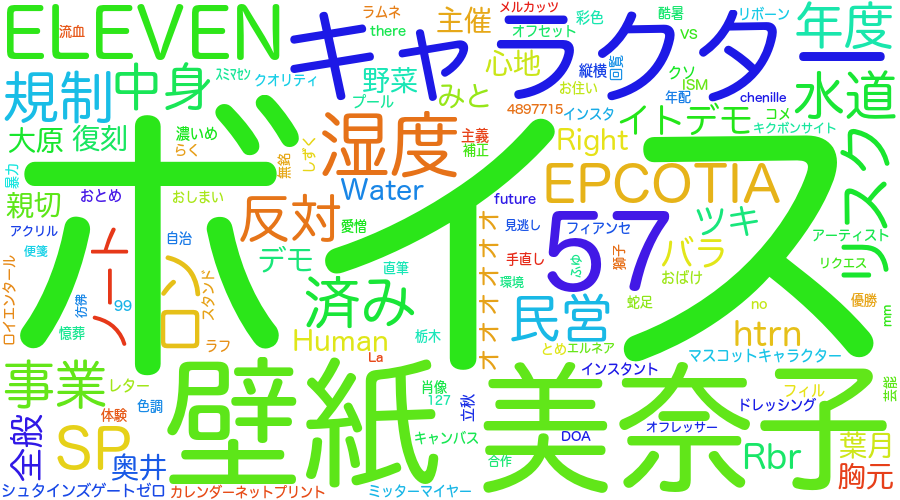 ELEVEN
流血
キャラクター
ラムネ
there
主催
メルカッツ
オフセット
心地
彩色
酷暑
VS
リボーン
年度
規制
中身
ｽﾐﾏｾﾝ
クオリティ
野菜
プール
みと
4897715
縦横
回胴
クソ
ISM
お住い
年配
chenille
水道
大原
復刻
濃いめ
らく
無銘
しずく
湿度
主義
補正
Right
インスタ
イトデモ
コメ
キクポンサイト
リスク
ボイス
暴力
親切
おとめ
おしまい
Water
愛憎
future
EPCOTIA
見逃し
フィアンセ
ツキ
アーティスト
アクリル
便箋
ノート
自治
反対
デモ
直筆
オオオオオオ
手直し
環境
57
ふゆ
獅子
バラ
おばけ
リクエス
ロイエンタール
憶葬
99
彷彿
ロン
スタンド
済み
栃木
民営
蛇足
htrn
no
優勝
mm
ラフ
Human
La
とめ
エルネア
マスコットキャラクター
事業
レター
壁紙
肖像
127
立秋
美奈子
インスタント
フィル
芸能
ドレッシング
全般
SP
体験
色調
奥井
キャンバス
合作
DOA
オフレッサー
Rbr
葉月
胸元
シュタインズゲートゼロ
カレンダーネットプリント
ミッターマイヤー